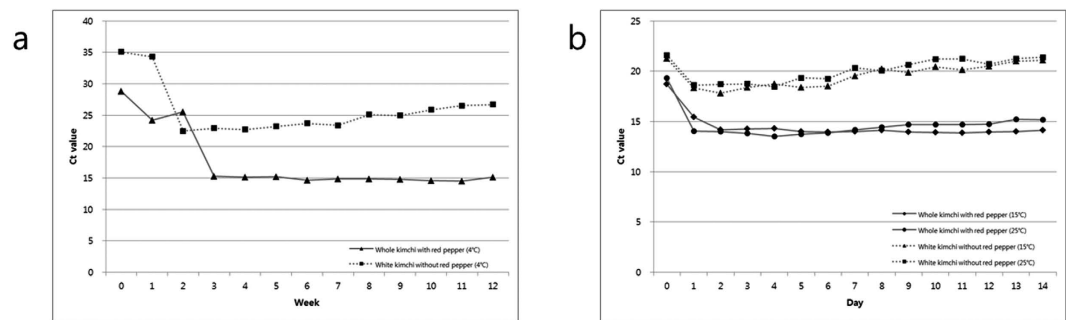 a
40
35
30
25
20
15
10
5
0
Ct value
0 1 2 3 4 5 6 7 8 9 10 11 12
Week
Whole kimchi with red pepper (4℃)
White kimchi without red pepper (4℃)
b
25
20
15
10
5
0
Ct value
0 1 2 3 4 5 6 7 8 9 10 11 12 13 14
Day
Whole kimchi with red pepper (15℃)
Whole kimchi with red pepper (25℃)
White kimchi without red pepper (15℃)
White kimchi without red pepper (25℃)